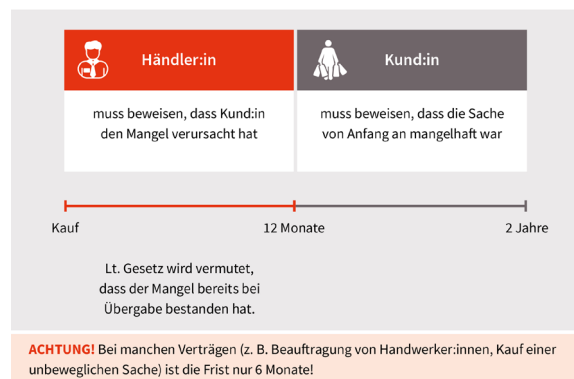 Händler:in
Kund:in
muss beweisen, dass Kund:in
den Mangel verursacht hat
muss beweisen, dass die Sache
von Anfang an mangelhaft war
Kauf
12 Monate
2 Jahre
Lt. Gesetz wird vermutet,
dass der Mangel bereits bei
Übergabe bestanden hat.
ACHTUNG! Bei manchen Verträgen (z. B. Beauftragung von Handwerker:innen, Kauf einer
unbeweglichen Sache) ist die Frist nur 6 Monate!